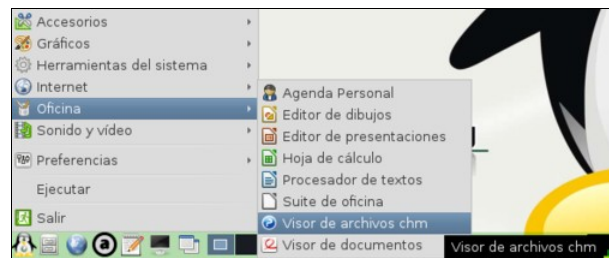 Accesorios
Gráficos
Herramientas del sistema
Internet
Oficina
Sonido y vídeo
Preferencias
Ejecutar
Salir
Agenda Personal
Editor de dibujos
Editor de presentaciones
Hoja de cálculo
Procesador de textos
Suite de oficina
Visor de archivos chm
Visor de documentos
Visor de archivos chm